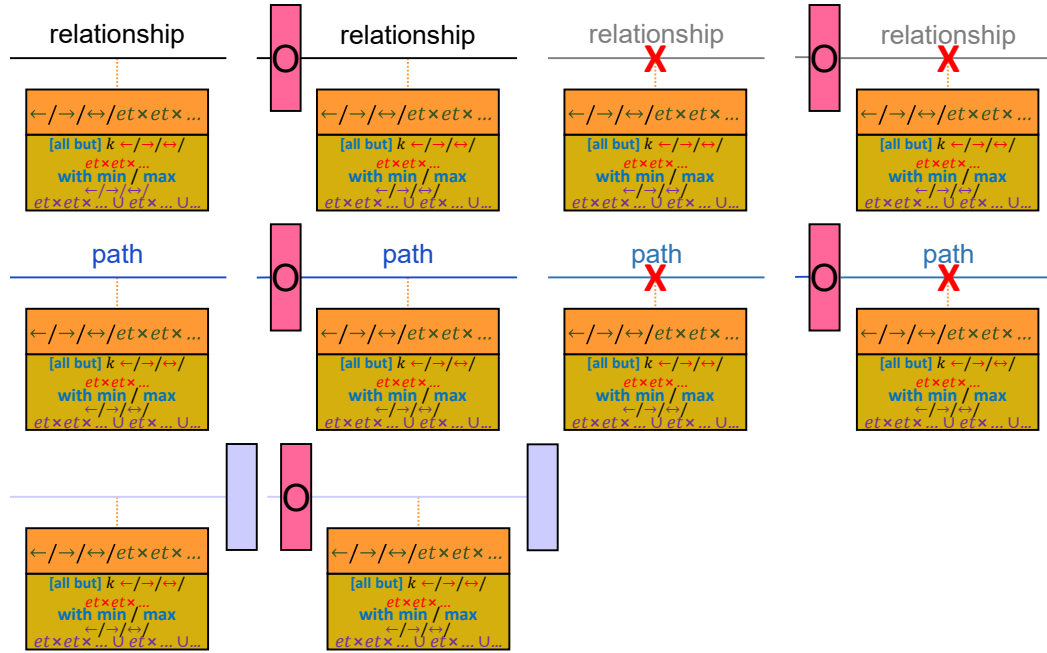 relationship
O relationship
relationship
X
O relationship
X
←/→/↔/et×et×...
[all but] k ←/→/↔/
et×et×...
with min / max
←/→/↔/
et×et×... ∪ et×... ∪...
←/→/↔/et×et×...
[all but] k ←/→/↔/
et×et×...
with min / max
←/→/↔/
et×et×... ∪ et×... ∪...
←/→/↔/et×et×...
[all but] k ←/→/↔/
et×et×...
with min / max
←/→/↔/
et×et×... ∪ et×... ∪...
←/→/↔/et×et×...
[all but] k ←/→/↔/
et×et×...
with min / max
←/→/↔/
et×et×... ∪ et×... ∪...
path
O path
path
X
O path
X
←/→/↔/et×et×...
[all but] k ←/→/↔/
et×et×...
with min / max
←/→/↔/
et×et×... ∪ et×... ∪...
←/→/↔/et×et×...
[all but] k ←/→/↔/
et×et×...
with min / max
←/→/↔/
et×et×... ∪ et×... ∪...
←/→/↔/et×et×...
[all but] k ←/→/↔/
et×et×...
with min / max
←/→/↔/
et×et×... ∪ et×... ∪...
←/→/↔/et×et×...
[all but] k ←/→/↔/
et×et×...
with min / max
←/→/↔/
et×et×... ∪ et×... ∪...
O
←/→/↔/et×et×...
[all but] k ←/→/↔/
et×et×...
with min / max
←/→/↔/
et×et×... ∪ et×... ∪...
←/→/↔/et×et×...
[all but] k ←/→/↔/
et×et×...
with min / max
←/→/↔/
et×et×... ∪ et×... ∪...